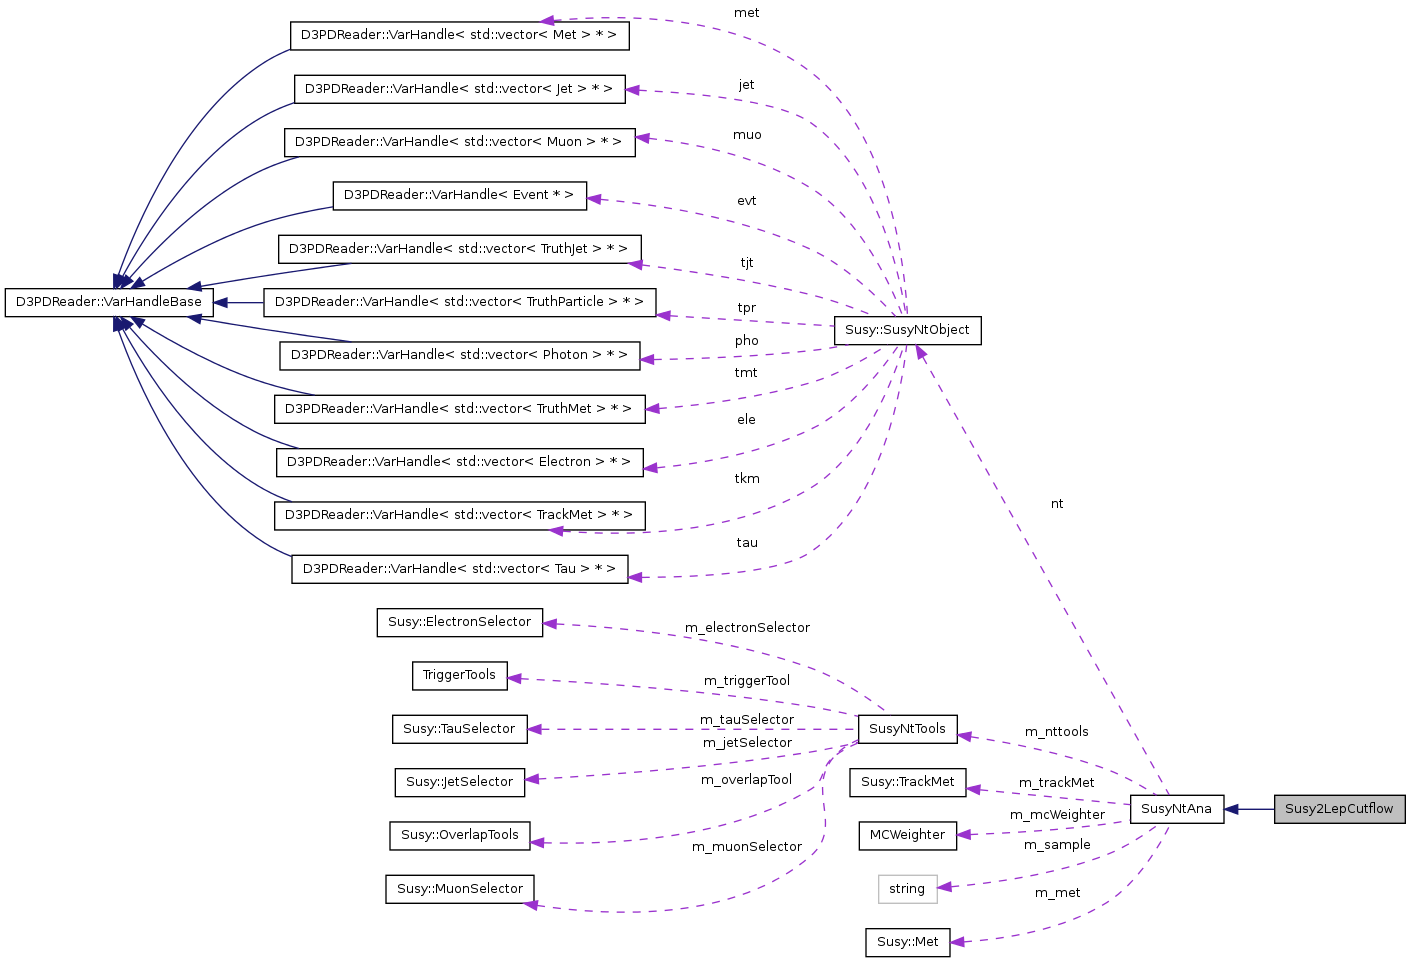 met
D3PDReader::VarHandle< std::vector< Met > * >
jet
D3PDReader::VarHandle< std::vector< Jet > * >
muo
D3PDReader::VarHandle< std::vector< Muon > * >
evt
D3PDReader::VarHandle< Event * >
tjt
D3PDReader::VarHandle< std::vector< TruthJet > * >
D3PDReader::VarHandleBase
D3PDReader::VarHandle< std::vector< TruthParticle > * >
tpr
Susy::SusyNtObject
pho
D3PDReader::VarHandle< std::vector< Photon > * >
tmt
D3PDReader::VarHandle< std::vector< TruthMet > * >
ele
D3PDReader::VarHandle< std::vector< Electron > * >
tkm
nt
D3PDReader::VarHandle< std::vector< TrackMet > * >
tau
D3PDReader::VarHandle< std::vector< Tau > * >
Susy::ElectronSelector
m_electronSelector
TriggerTools
m_triggerTool
Susy::TauSelector
m_tauSelector
SusyNtTools
m_nttools
m_jetSelector
Susy::JetSelector
m_overlapTool
Susy::TrackMet
m_trackMet
SusyNtAna
Susy2LepCutflow
m_mcWeighter
Susy::OverlapTools
MCWeighter
m_muonSelector
m_sample
Susy::MuonSelector
string
m_met
Susy::Met